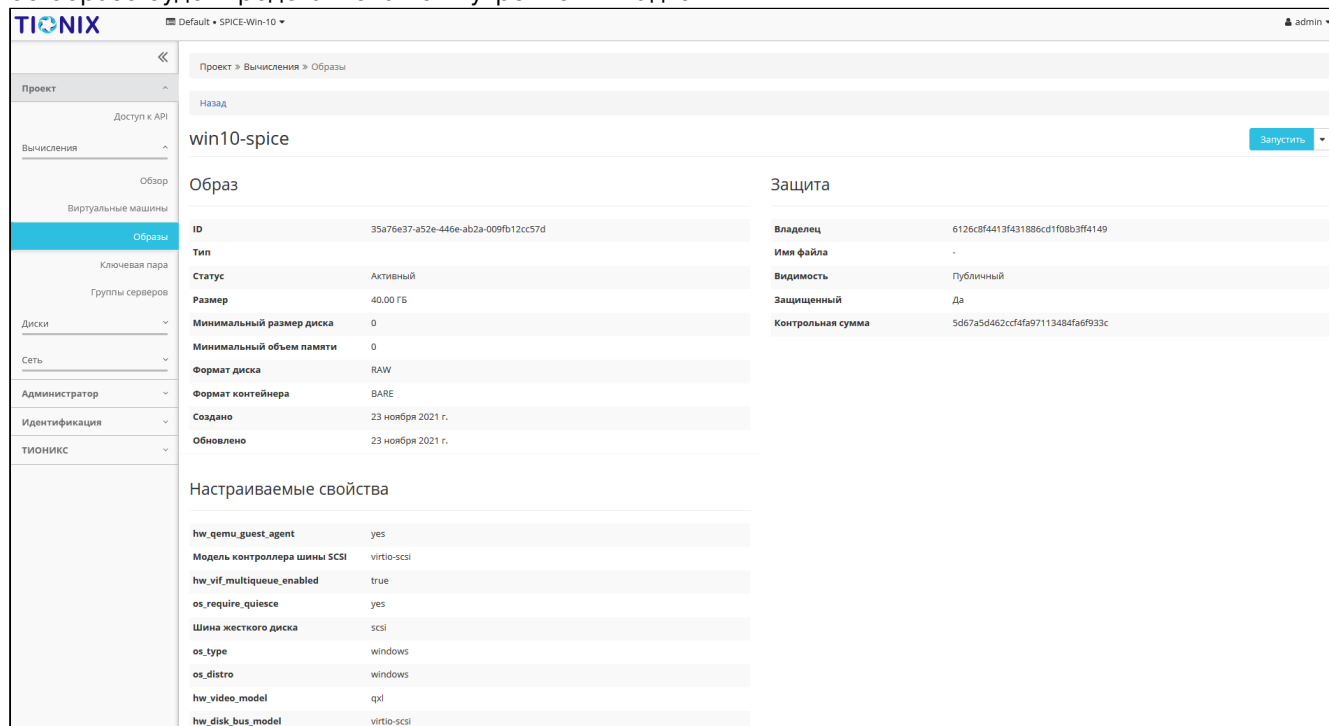 TIONIX
Default • SPICE-Win-10
admin
Проект » Вычисления » Образы
Проект
Назад
Доступ к API
win10-spice
Запустить
Вычисления
Обзор
Образ
Защита
Виртуальные машины
Образы
ID 35a76e37-a52e-446e-ab2a-009fb12cc57d
Владелец 6126c8f4413f431886cd1f08b3ff4149
Тип
Имя файла -
Ключевая пара
Статус Активный
Видимость Публичный
Группы серверов
Размер 40.00 ГБ
Защищенный Да
Диски
Минимальный размер диска 0
Контрольная сумма 5d67a5d462ccf4fa97113484fa6f933c
Минимальный объем памяти 0
Сеть
Формат диска RAW
Администратор
Формат контейнера BARE
Создано 23 ноября 2021 г.
Идентификация
Обновлено 23 ноября 2021 г.
ТИОНИКС
Настраиваемые свойства
hw_qemu_guest_agent yes
Модель контроллера шины SCSI virtio-scsi
hw_vif_multiqueue_enabled true
os_require_quiesce yes
Шина жесткого диска scsi
os_type windows
os_distro windows
hw_video_model qxl
hw_disk_bus_model virtio-scsi